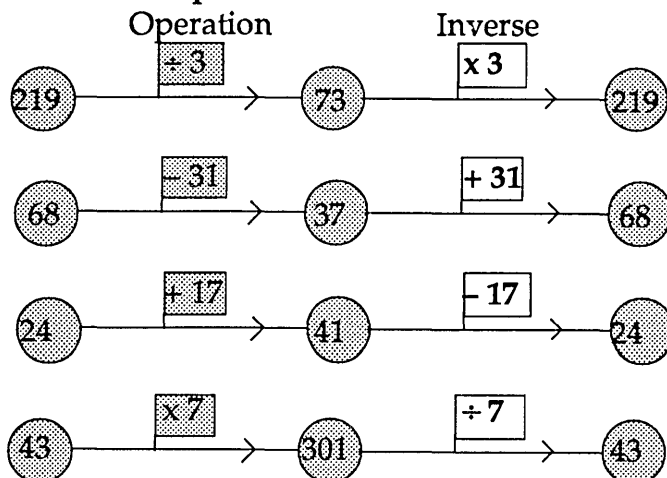 Operation Inverse
÷ 3 x 3
219 73 219
– 31 + 31
68 37 68
+ 17 – 17
24 41 24
x 7 ÷ 7
43 301 43